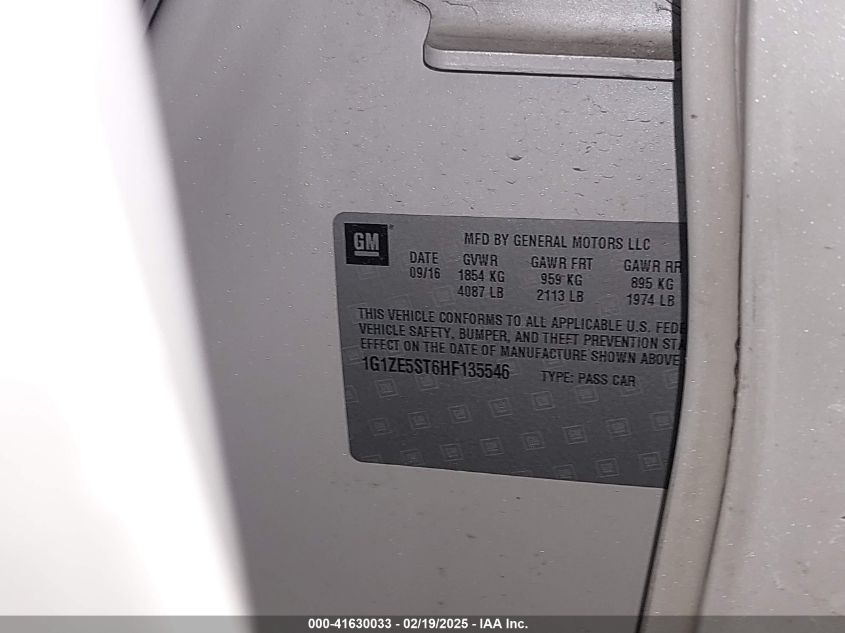 GM
MFD BY GENERAL MOTORS LLC
DATE GVWR GAWR FRT GAWR RR
09/16 1854 KG 959 KG 895 KG
4087 LB 2113 LB 1974 LB
THIS VEHICLE CONFORMS TO ALL APPLICABLE U.S. FEDE
VEHICLE SAFETY, BUMPER, AND THEFT PREVENTION STA
EFFECT ON THE DATE OF MANUFACTURE SHOWN ABOVE
1G1ZE5ST6HF135546 TYPE: PASS CAR
000-41630033 - 02/19/2025 - IAA Inc.